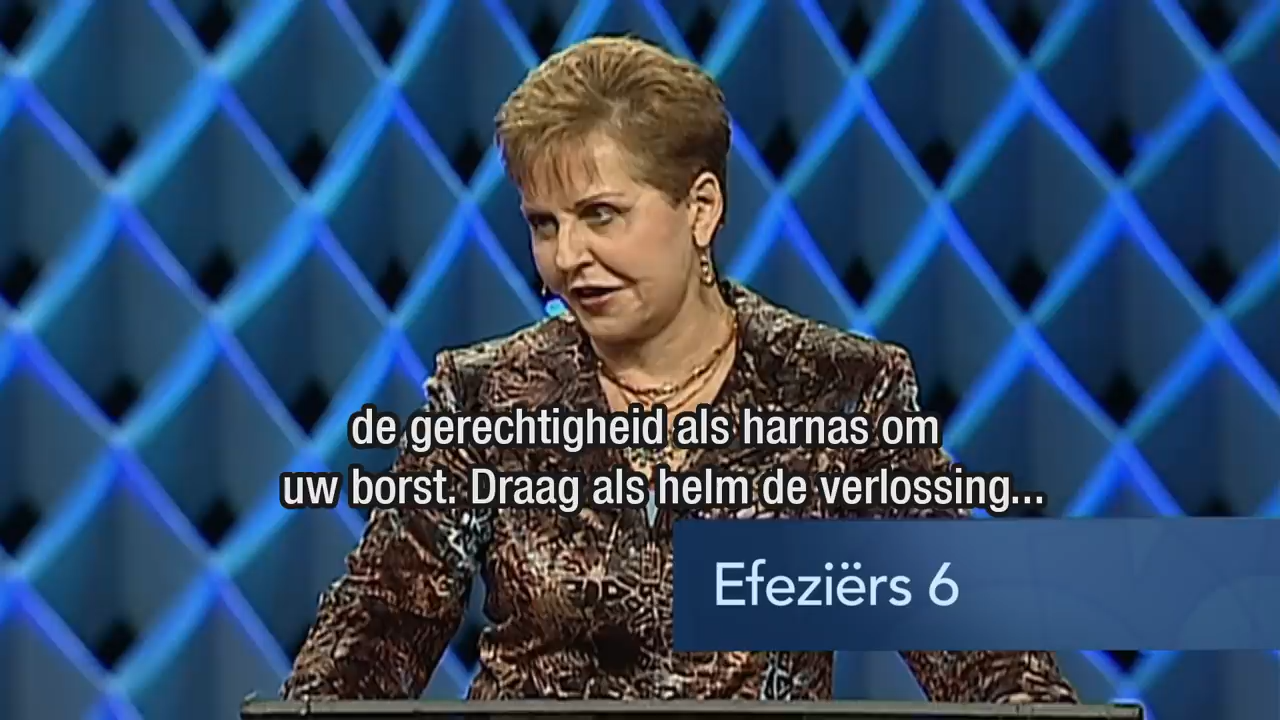 de gerechtigheid als harnas om
uw borst. Draag als helm de verlossing...
Efeziërs 6